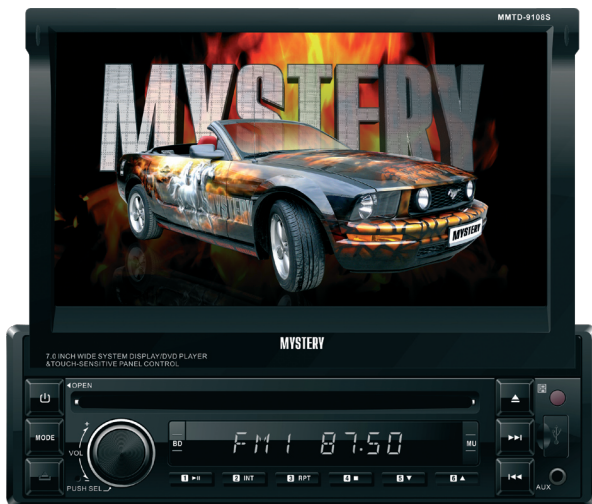 MMTD-9108S
MYSTERY
MYSTERY
MYSTERY
7.0 INCH WIDE SYSTEM DISPLAY/DVD PLAYER
&TOUCH-SENSITIVE PANEL CONTROL
OPEN
MODE
VOL
PUSH SEL
BD
FM1 87.50
MU
1 2 INT 3 RPT 4 5 6
AUX